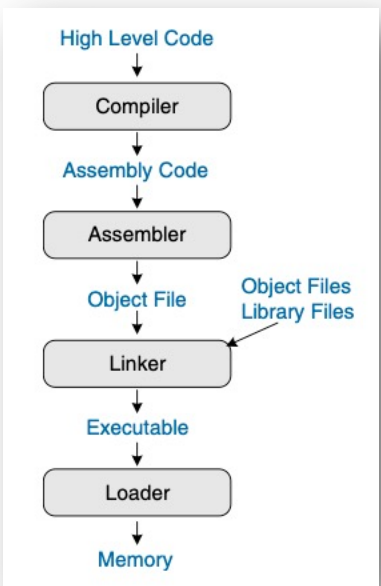 High Level Code
Compiler
Assembly Code
Assembler
Object File
Object Files
Library Files
Linker
Executable
Loader
Memory